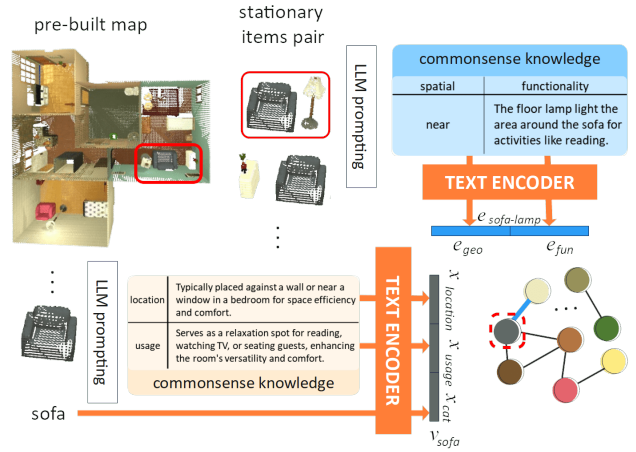 pre-built map
stationary
items pair
LLM prompting
commonsense knowledge
spatial
functionality
near
The floor lamp light the
area around the sofa for
activities like reading.
TEXT ENCODER
e sofa-lamp
e geo
e fun
LLM prompting
location
Typically placed against a wall or near a
window in a bedroom for space efficiency
and comfort.
usage
Serves as a relaxation spot for reading,
watching TV, or seating guests, enhancing
the room's versatility and comfort.
commonsense knowledge
TEXT ENCODER
x location
x usage
x cat
sofa
v sofa